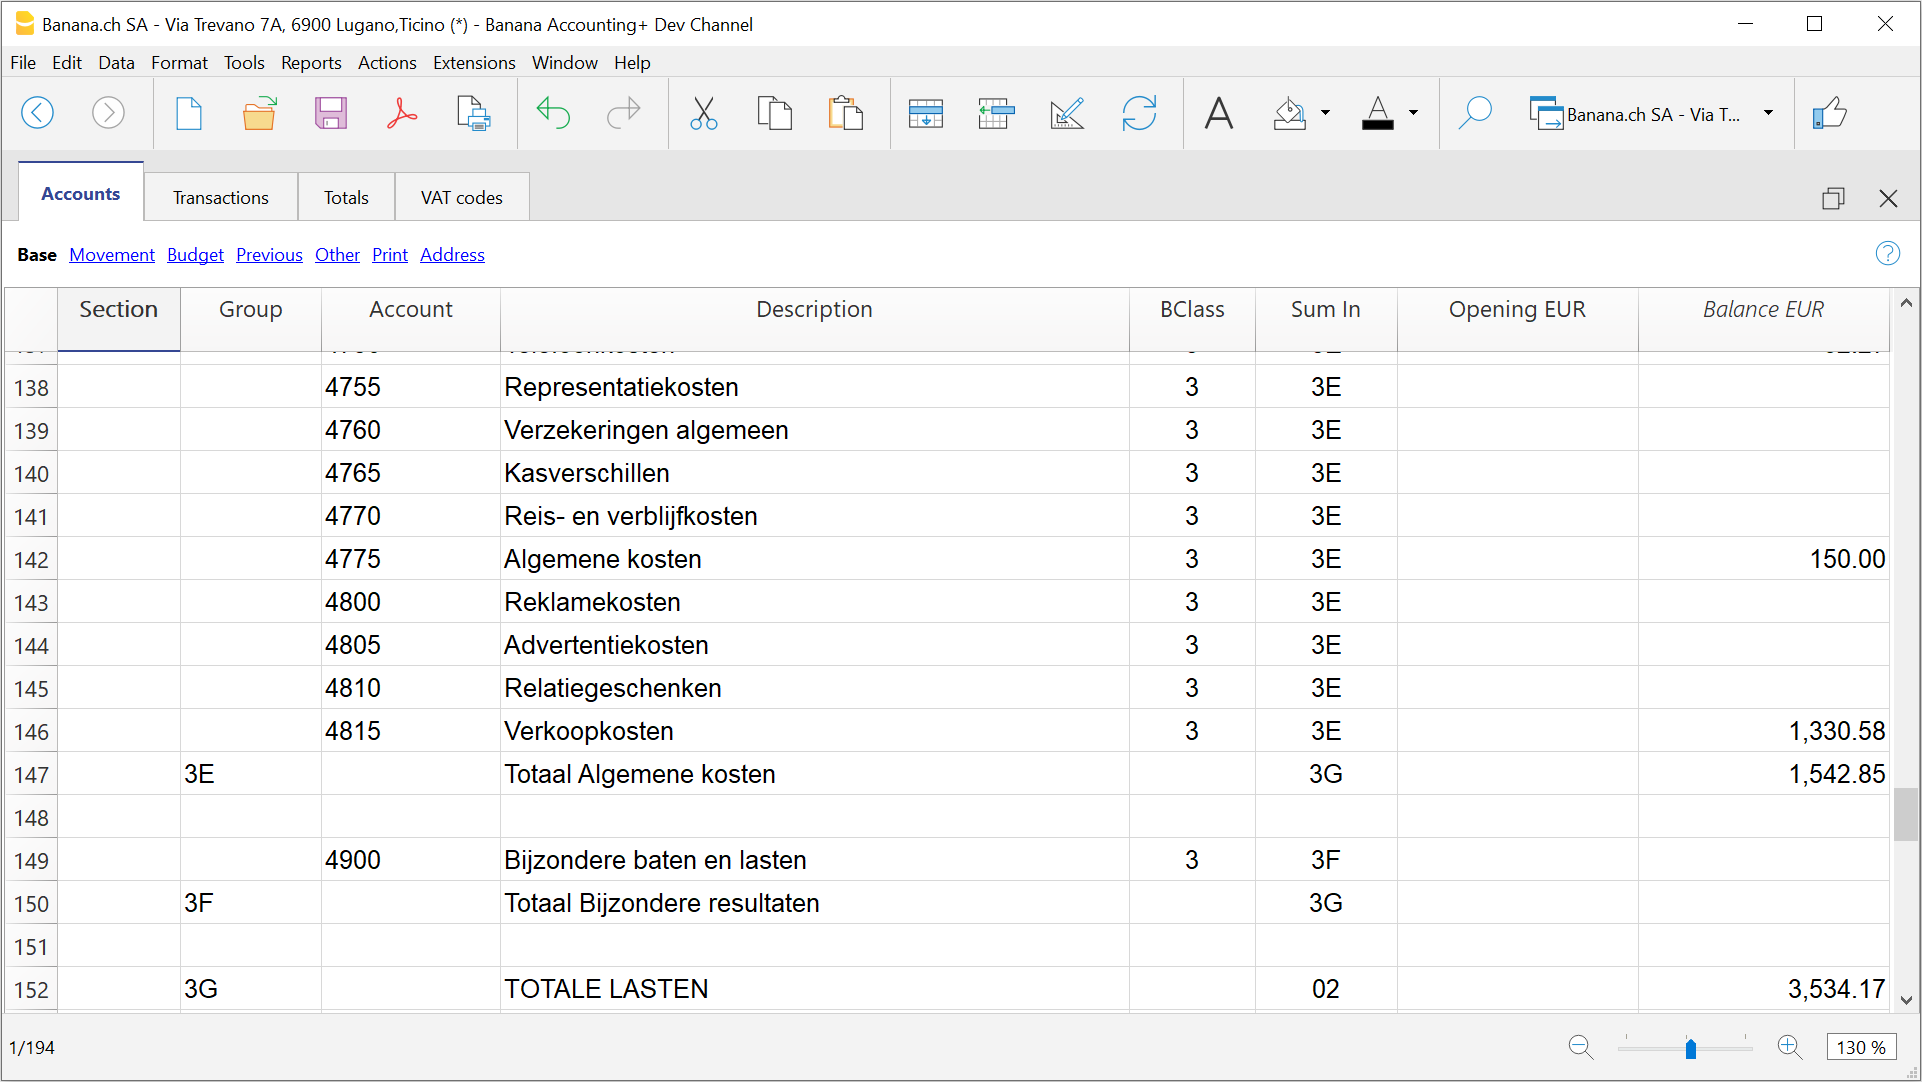 Banana.ch SA - Via Trevano 7A, 6900 Lugano,Ticino (*) - Banana Accounting+ Dev Channel
File Edit Data Format Tools Reports Actions Extensions Window Help
Banana.ch SA - Via T...
Accounts Transactions Totals VAT codes
Base Movement Budget Previous Other Print Address
Section Group Account Description BClass Sum In Opening EUR Balance EUR
138 4755 Representatiekosten 3 3E
139 4760 Verzekeringen algemeen 3 3E
140 4765 Kasverschillen 3 3E
141 4770 Reis- en verblijfkosten 3 3E
142 4775 Algemene kosten 3 3E 150.00
143 4800 Reklamekosten 3 3E
144 4805 Advertentiekosten 3 3E
145 4810 Relatiegeschenken 3 3E
146 4815 Verkoopkosten 3 3E 1,330.58
147 3E Totaal Algemene kosten 3G 1,542.85
148
149 4900 Bijzondere baten en lasten 3 3F
150 3F Totaal Bijzondere resultaten 3G
151
152 3G TOTALE LASTEN 02 3,534.17
1/194 130 %